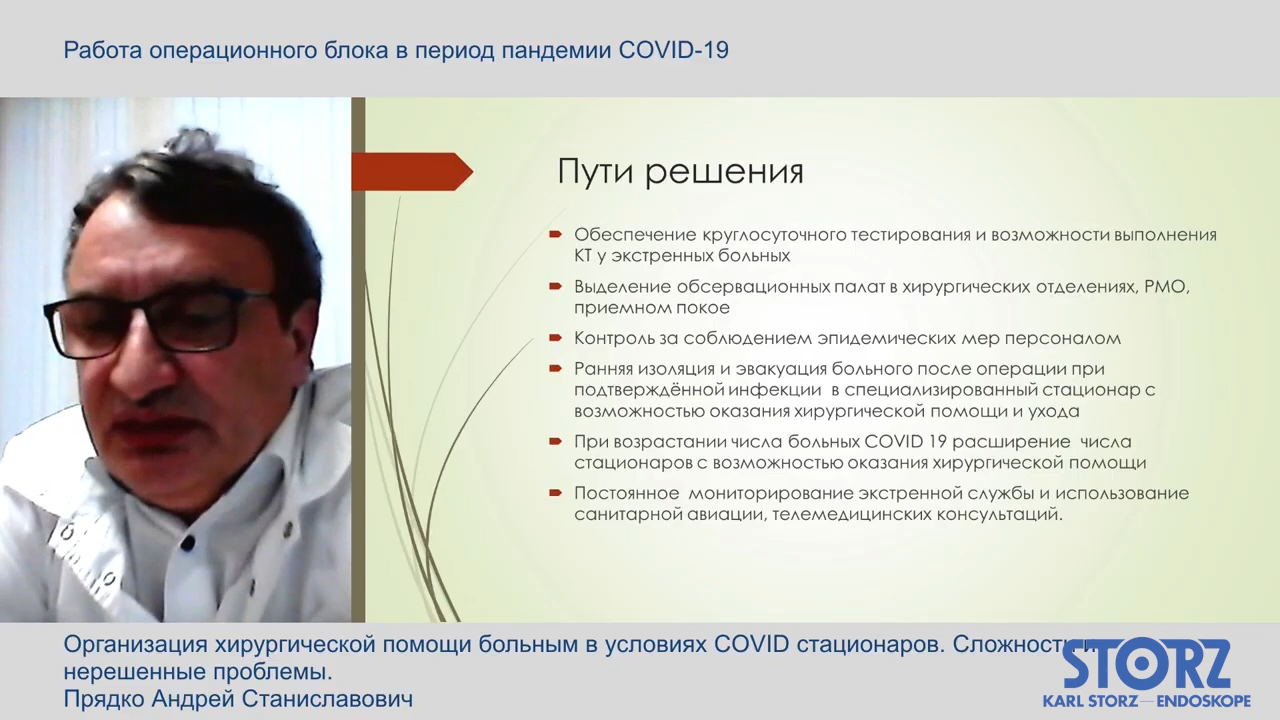 Работа операционного блока в период пандемии COVID-19
Пути решения
Обеспечение круглосуточного тестирования и возможности выполнения
КТ у экстренных больных
Выделение обсервационных палат в хирургических отделениях, РМО,
приемном покое
Контроль за соблюдением эпидемических мер персоналом
Ранняя изоляция и эвакуация больного после операции при
подтверждённой инфекции в специализированный стационар с
возможностью оказания хирургической помощи и ухода
При возрастании числа больных COVID 19 расширение числа
стационаров с возможностью оказания хирургической помощи
Постоянное мониторирование экстренной службы и использование
санитарной авиации, телемедицинских консультаций.
Организация хирургической помощи больным в условиях COVID стационаров. Сложности и
нерешенные проблемы.
Прядко Андрей Станиславович
STORZ
KARL STORZ—ENDOSKOPE